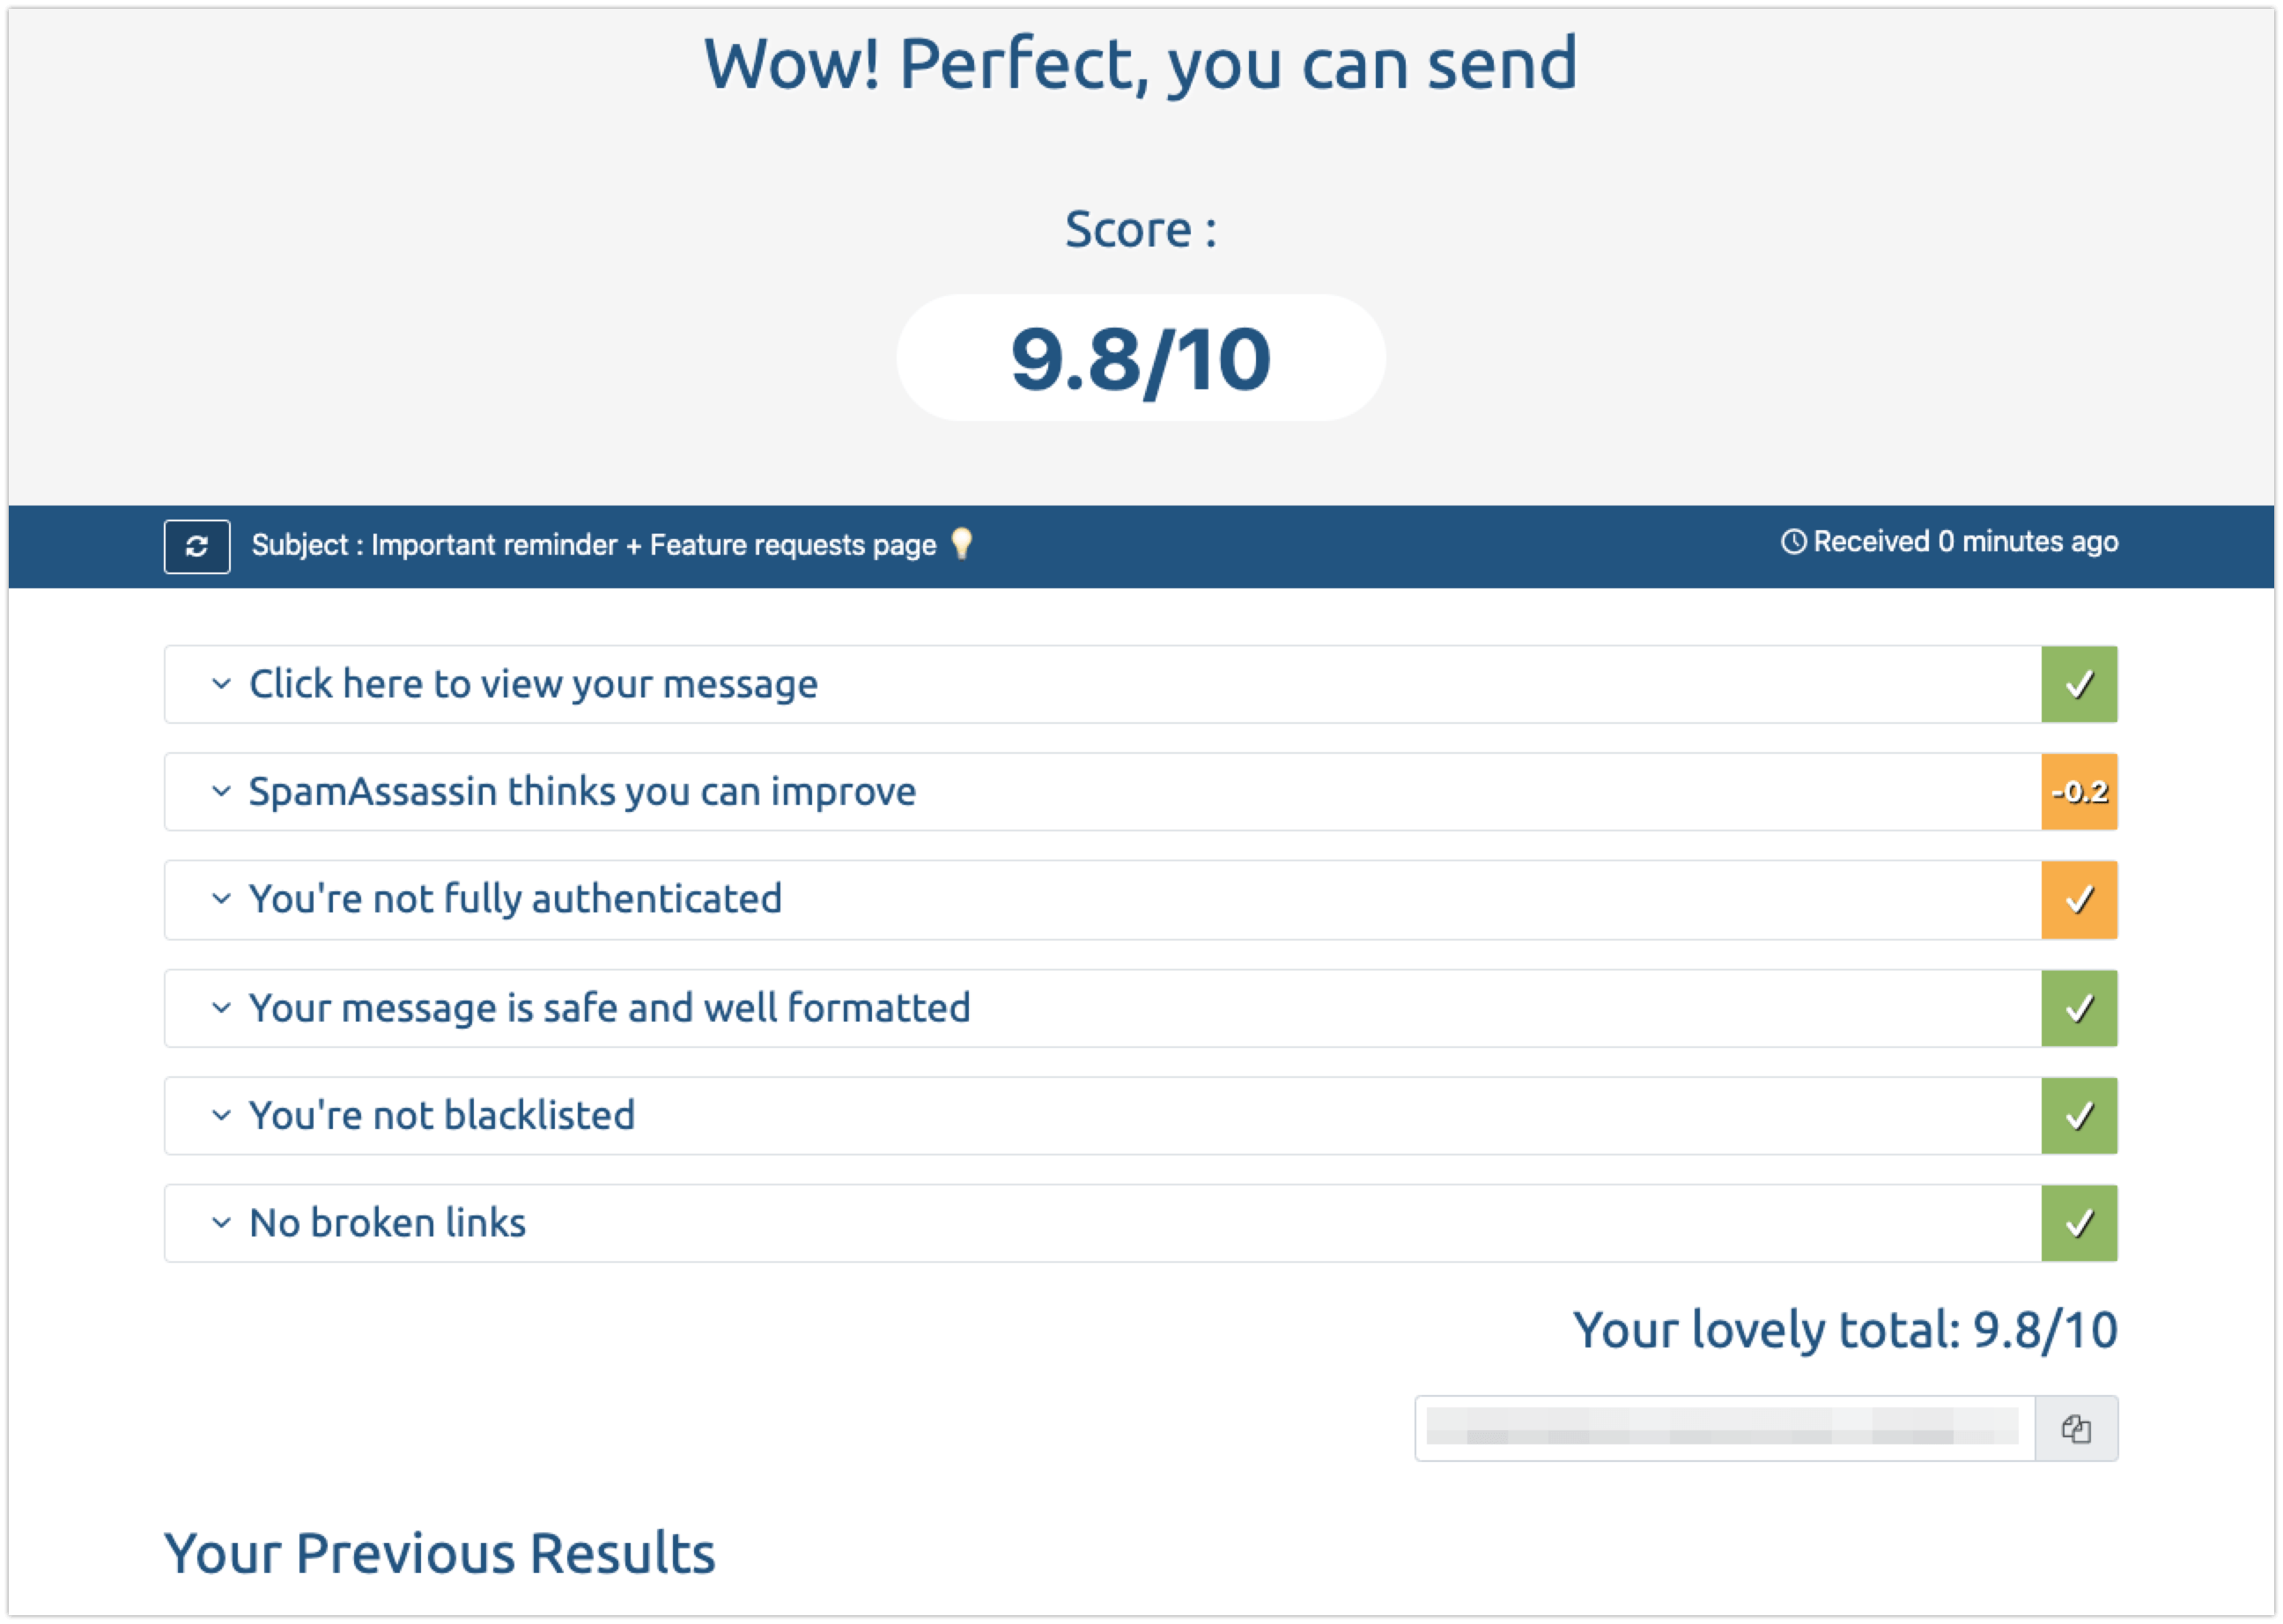 Wow! Perfect, you can send
Score :
9.8/10
Subject : Important reminder + Feature requests page 💡
Received 0 minutes ago
Click here to view your message
SpamAssassin thinks you can improve
-0.2
You're not fully authenticated
Your message is safe and well formatted
You're not blacklisted
No broken links
Your lovely total: 9.8/10
Your Previous Results